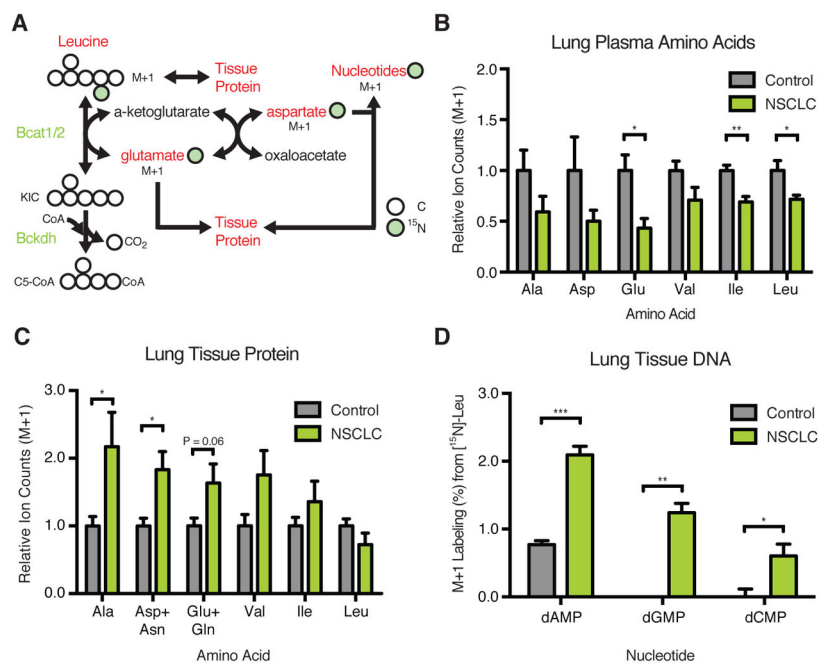 A
Leucine
M+1
Tissue
Protein
Nucleotides
M+1
a-ketoglutarate
aspartate
M+1
Bcat1/2
glutamate
M+1
oxaloacetate
KIC
CoA
Bckdh
CO2
Tissue
Protein
C
15N
C5-CoA
CoA
B
Lung Plasma Amino Acids
Relative Ion Counts (M+1)
2.0
1.5
1.0
0.5
0.0
Control
NSCLC
*
**
*
Ala Asp Glu Val Ile Leu
Amino Acid
C
Lung Tissue Protein
Relative Ion Counts (M+1)
3.0
2.0
1.0
0.0
Control
NSCLC
*
*
P = 0.06
Ala Asp+ Glu+ Val Ile Leu
Asn Gln
Amino Acid
D
Lung Tissue DNA
M+1 Labeling (%) from [15N]-Leu
3.0
2.0
1.0
0.0
Control
NSCLC
***
**
*
dAMP dGMP dCMP
Nucleotide